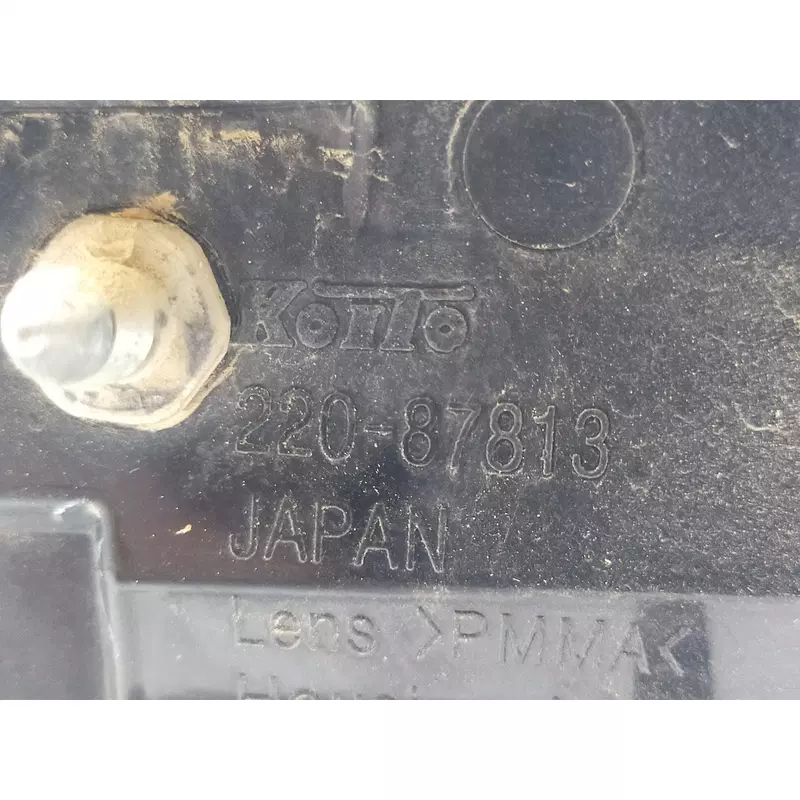 KOITO
220-87813
JAPAN
Lens >PMMA<